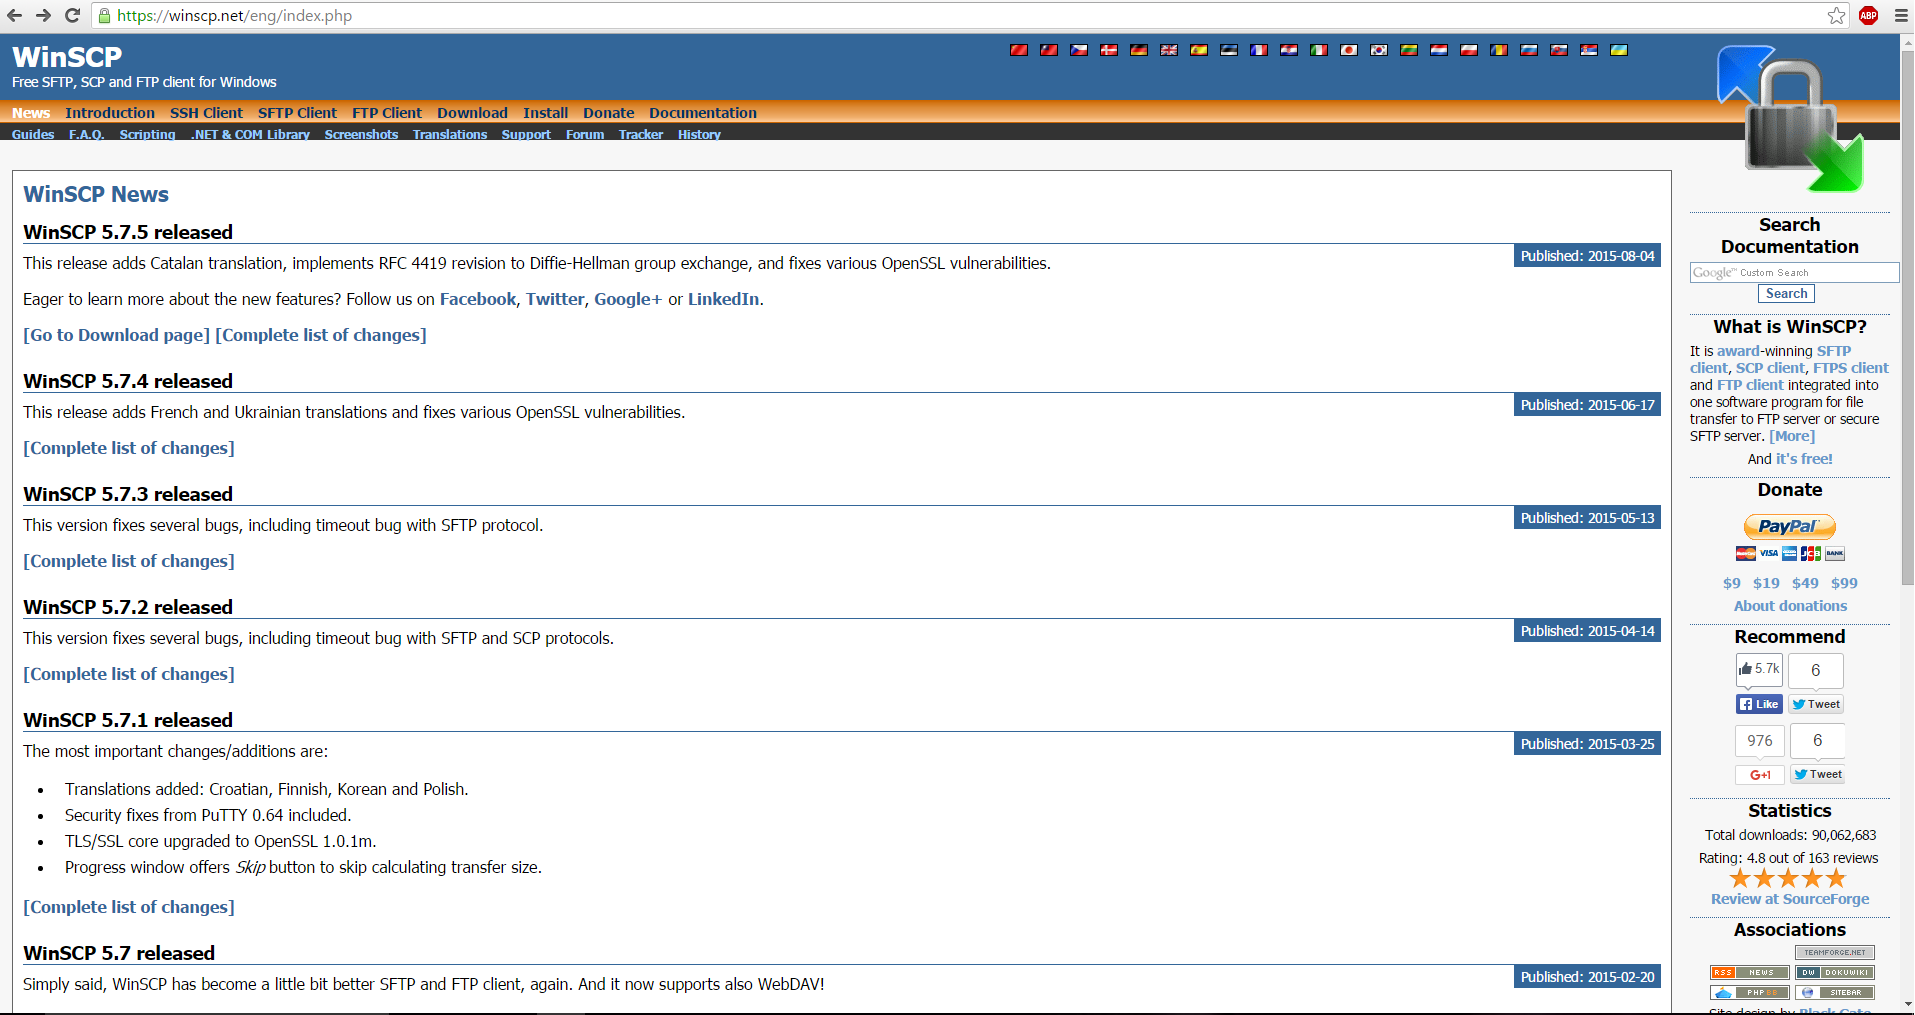 https://winscp.net/eng/index.php
ABP
WinSCP
Free SFTP, SCP and FTP client for Windows
News Introduction SSH Client SFTP Client FTP Client Download Install Donate Documentation
Guides F.A.Q. Scripting .NET & COM Library Screenshots Translations Support Forum Tracker History
WinSCP News
WinSCP 5.7.5 released
Published: 2015-08-04
This release adds Catalan translation, implements RFC 4419 revision to Diffie-Hellman group exchange, and fixes various OpenSSL vulnerabilities.
Eager to learn more about the new features? Follow us on Facebook, Twitter, Google+ or LinkedIn.
[Go to Download page] [Complete list of changes]
WinSCP 5.7.4 released
Published: 2015-06-17
This release adds French and Ukrainian translations and fixes various OpenSSL vulnerabilities.
[Complete list of changes]
WinSCP 5.7.3 released
Published: 2015-05-13
This version fixes several bugs, including timeout bug with SFTP protocol.
[Complete list of changes]
WinSCP 5.7.2 released
Published: 2015-04-14
This version fixes several bugs, including timeout bug with SFTP and SCP protocols.
[Complete list of changes]
WinSCP 5.7.1 released
Published: 2015-03-25
The most important changes/additions are:
• Translations added: Croatian, Finnish, Korean and Polish.
• Security fixes from PuTTY 0.64 included.
• TLS/SSL core upgraded to OpenSSL 1.0.1m.
• Progress window offers Skip button to skip calculating transfer size.
[Complete list of changes]
WinSCP 5.7 released
Published: 2015-02-20
Simply said, WinSCP has become a little bit better SFTP and FTP client, again. And it now supports also WebDAV!
Search
Documentation
Google™ Custom Search
Search
What is WinSCP?
It is award-winning SFTP
client, SCP client, FTPS client
and FTP client integrated into
one software program for file
transfer to FTP server or secure
SFTP server. [More]
And it's free!
Donate
PayPal
MasterCard VISA JCB BANK
$9 $19 $49 $99
About donations
Recommend
5.7k 6
Like Tweet
976 6
G+1 Tweet
Statistics
Total downloads: 90,062,683
Rating: 4.8 out of 163 reviews
Review at SourceForge
Associations
TEAMFORGE.NET
RSS NEWS DW DOKUWIKI
PHPBB SITEBAR
Site design by Black Gate